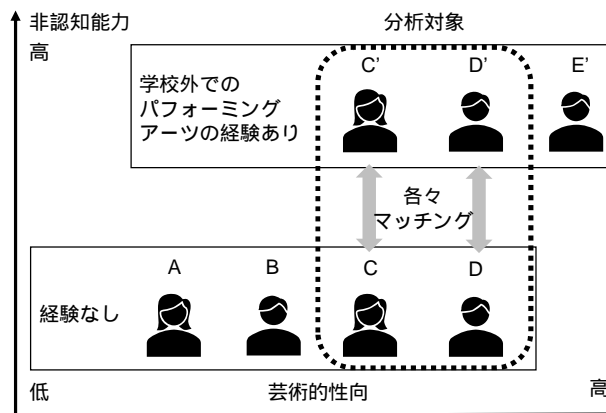 非認知能力
分析対象
高
C’
D’
E’
学校外での
パフォーミング
アーツの経験あり
各々
マッチング
A
B
C
D
経験なし
低
芸術的性向
高